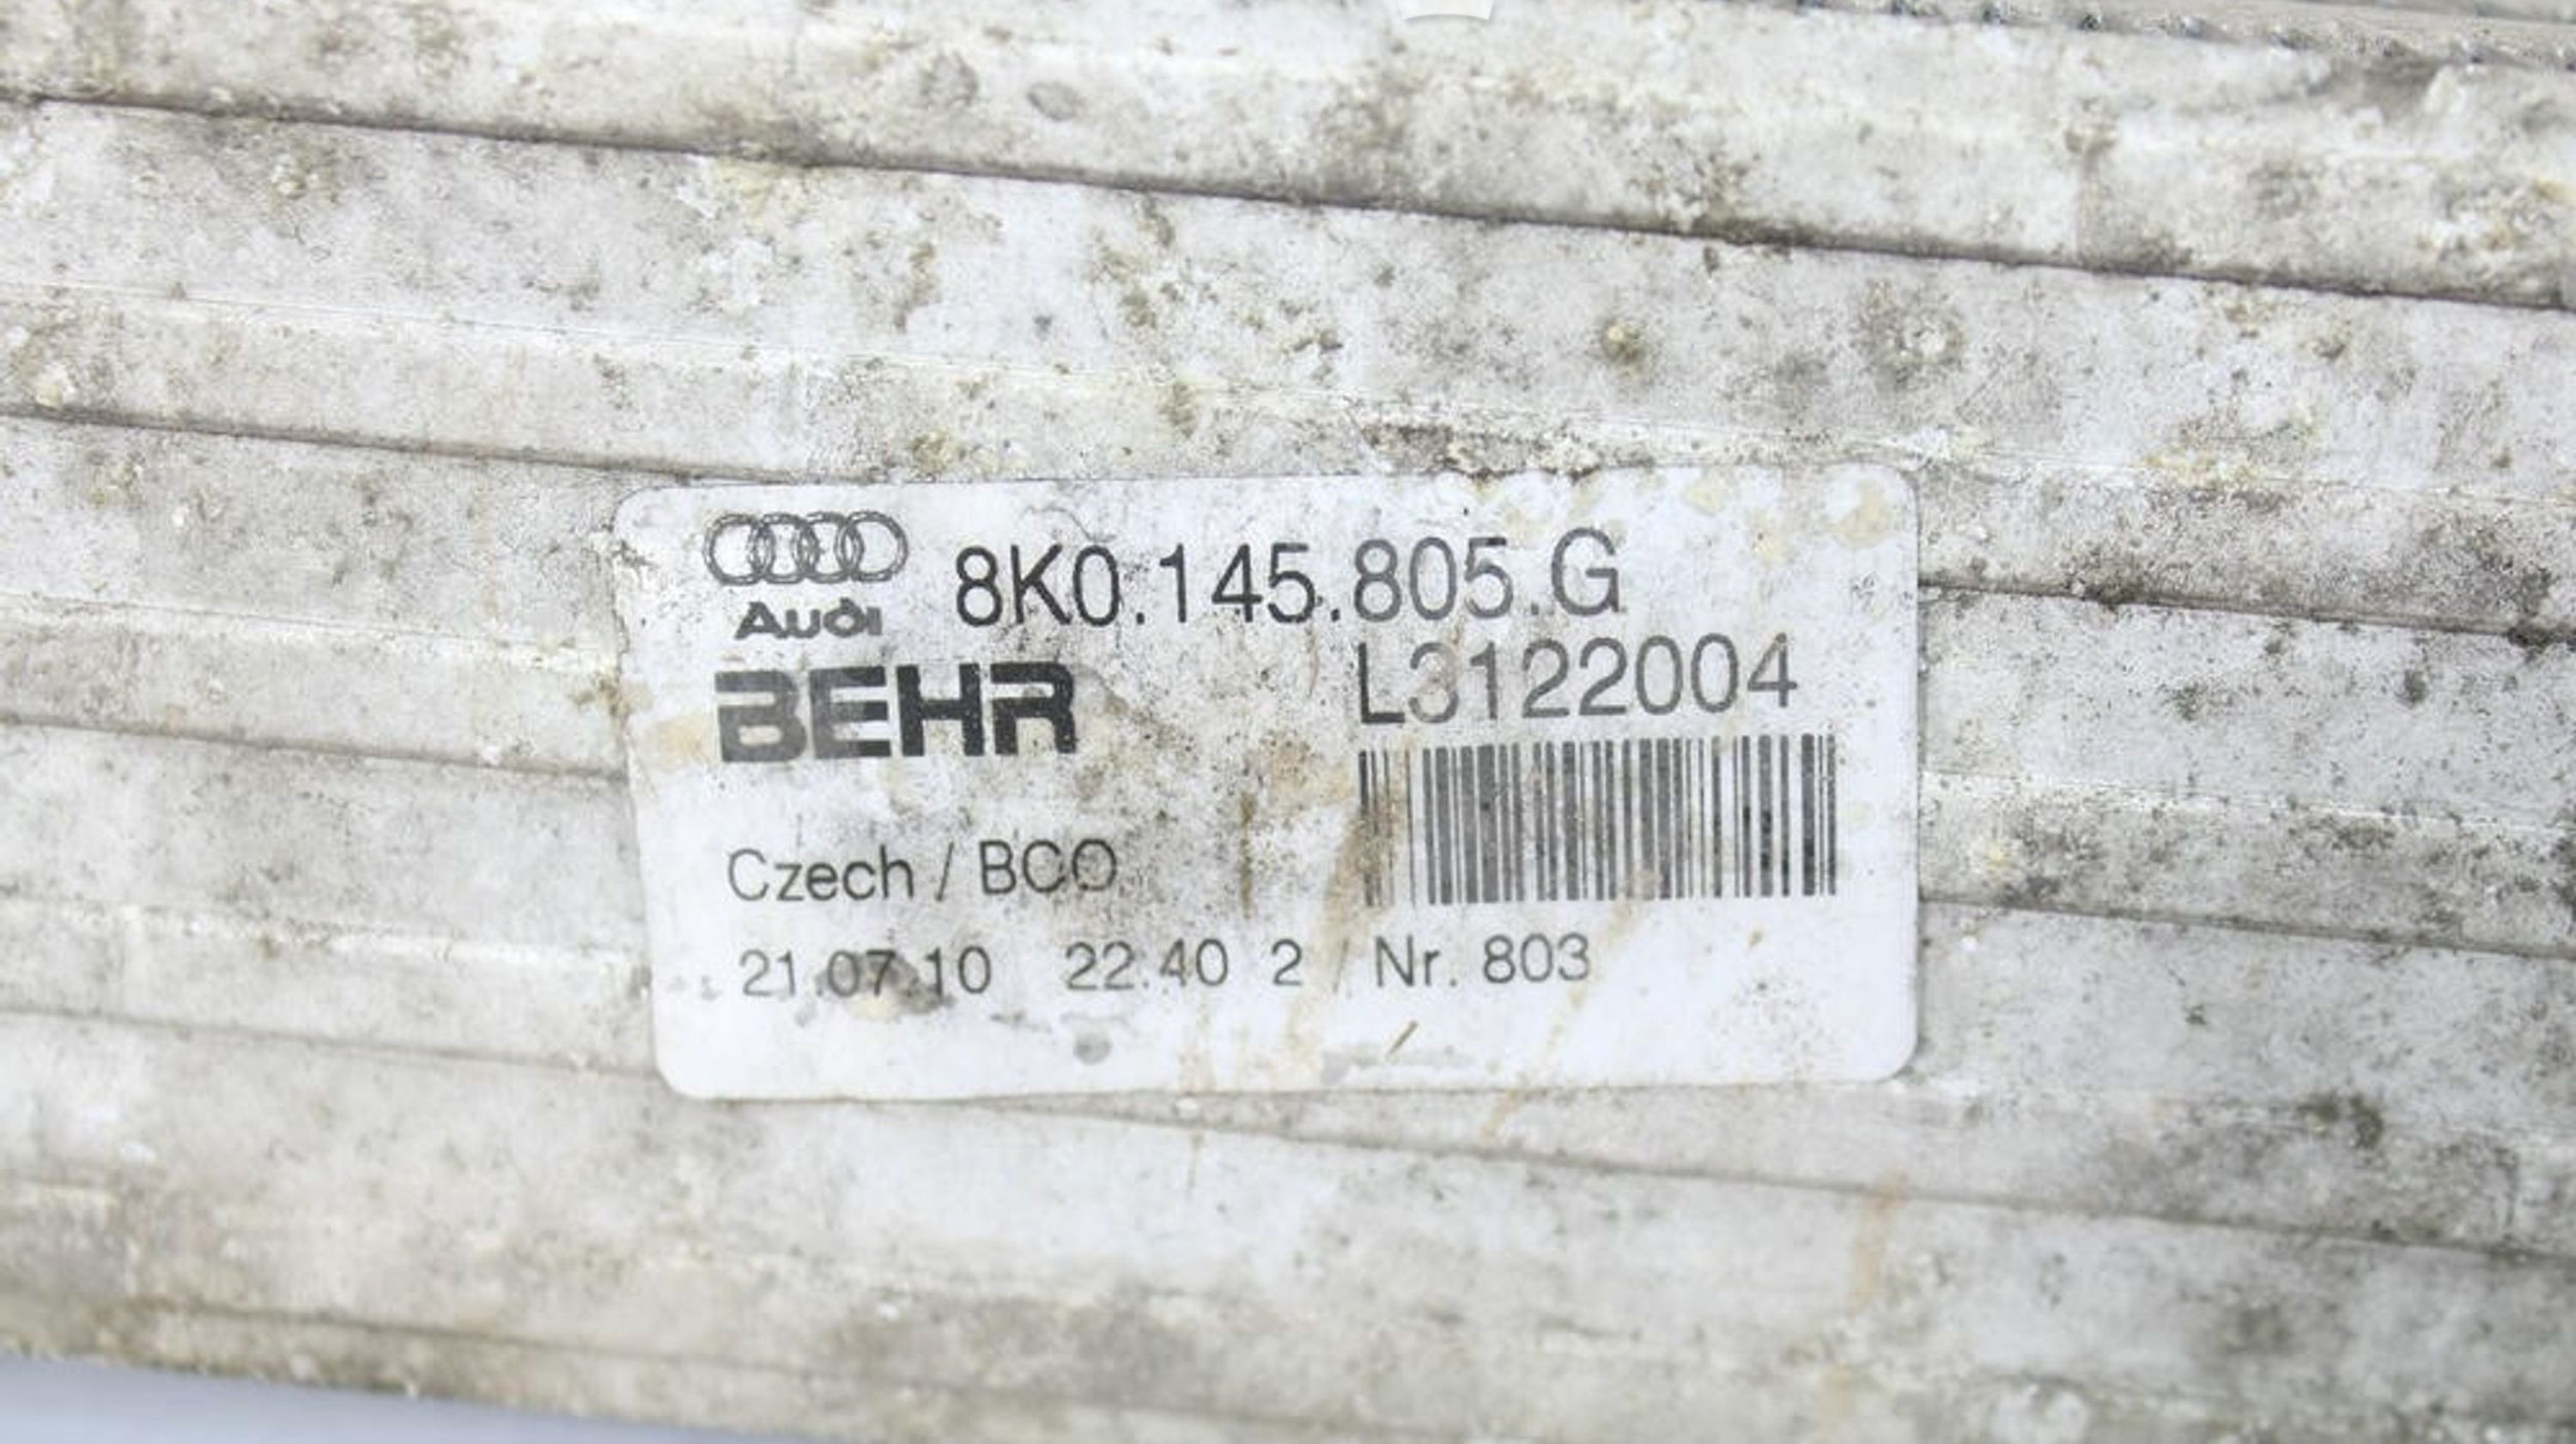 8K0.145.805.G
Audi
L3122004
BEHR
Czech / BCO
21.07.10 22:40 2 / Nr. 803